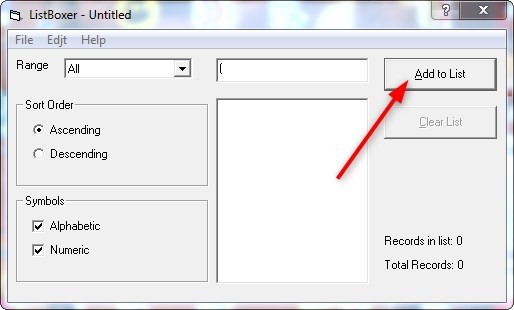 ListBoxer - Untitled
File Edjt Help
Range All ( Add to List
Sort Order
Clear List
Ascending
Descending
Symbols
Alphabetic
Numeric
Records in list: 0
Total Records: 0